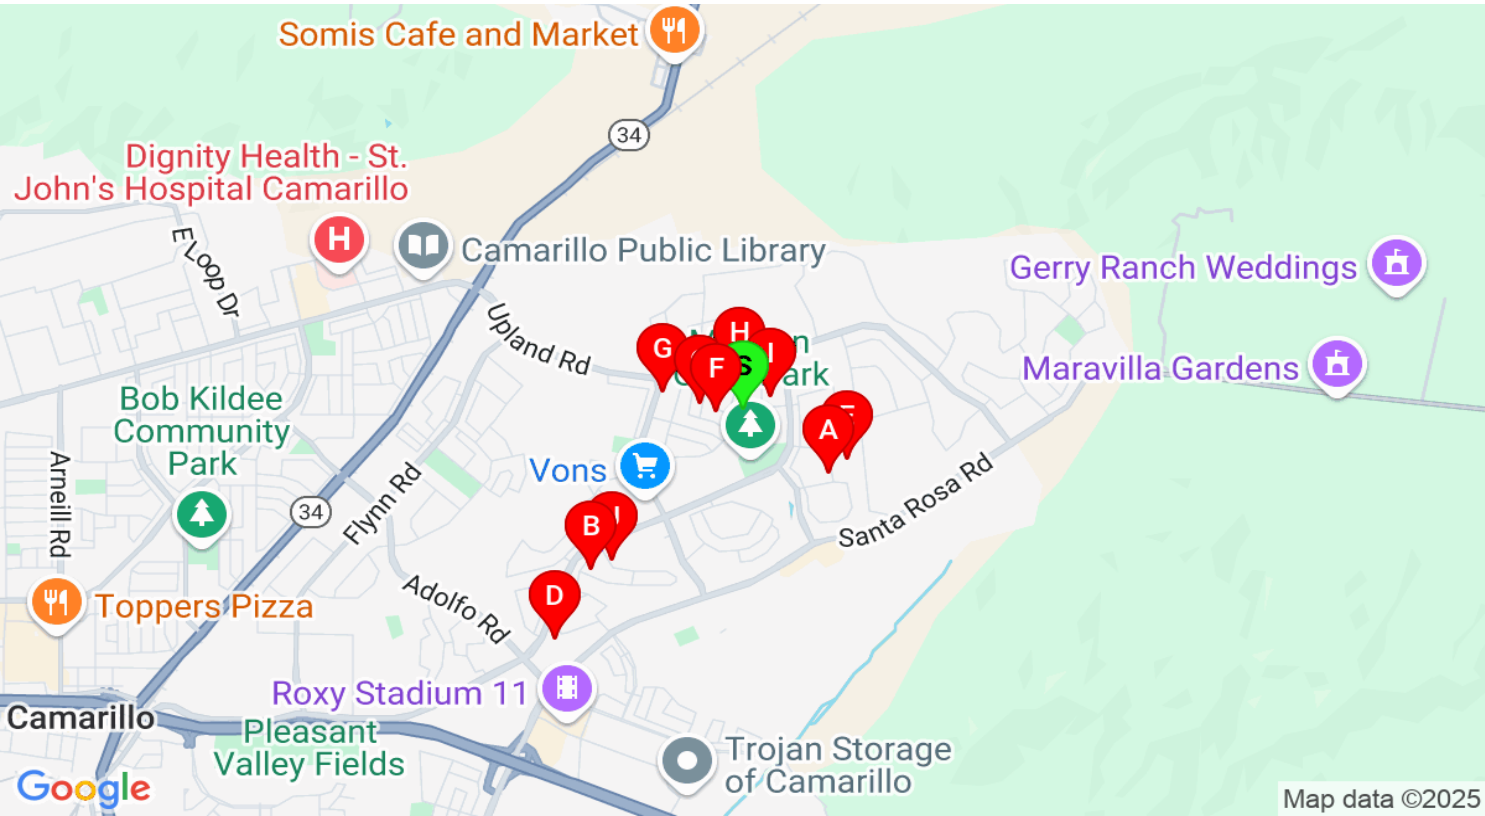 Somis Cafe and Market
34
Dignity Health - St.
John's Hospital Camarillo
H
E Loop Dr
Camarillo Public Library
Gerry Ranch Weddings
Upland Rd
H
G
I
F
S
Maravilla Gardens
Bob Kildee
Community
Park
A
Arneill Rd
Vons
Flynn Rd
34
Santa Rosa Rd
B
J
Adolfo Rd
D
Toppers Pizza
Roxy Stadium 11
Camarillo
Pleasant
Valley Fields
Trojan Storage
of Camarillo
Google
Map data ©2025